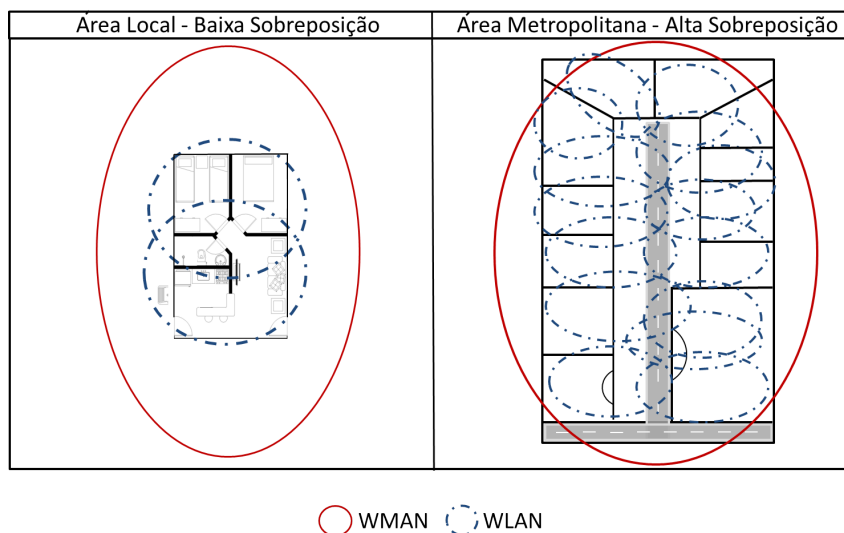 Área Local - Baixa Sobreposição
Área Metropolitana - Alta Sobreposição
WMAN
WLAN